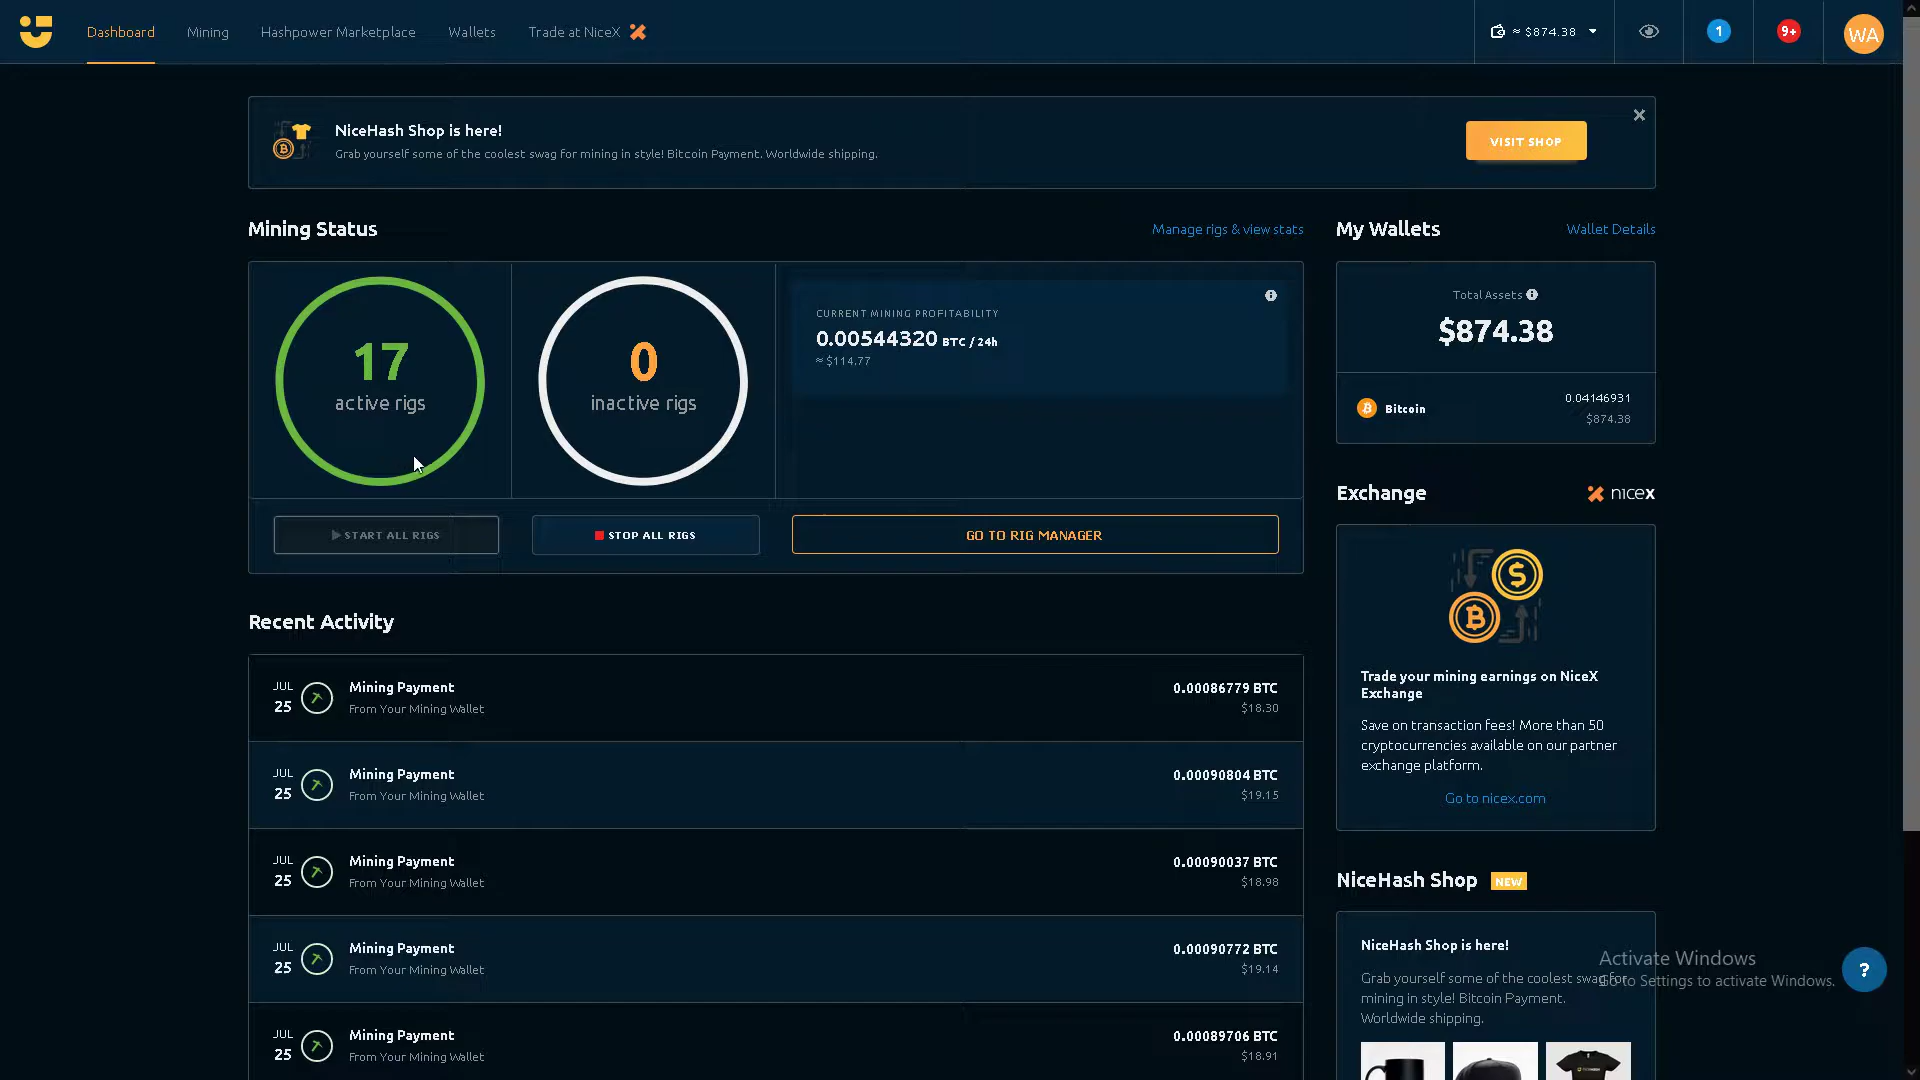 Dashboard
Mining
Hashpower Marketplace
Wallets
Trade at NiceX
≈ $874.38
1
9+
WA
NiceHash Shop is here!
Grab yourself some of the coolest swag for mining in style! Bitcoin Payment. Worldwide shipping.
VISIT SHOP
Mining Status
Manage rigs & view stats
17
active rigs
0
inactive rigs
CURRENT MINING PROFITABILITY
0.00544320 BTC / 24h
≈ $114.77
START ALL RIGS
STOP ALL RIGS
GO TO RIG MANAGER
My Wallets
Wallet Details
Total Assets
$874.38
Bitcoin
0.04146931
$874.38
Exchange
nicex
Trade your mining earnings on NiceX
Exchange
Save on transaction fees! More than 50
cryptocurrencies available on our partner
exchange platform.
Go to nicex.com
Recent Activity
JUL
25
Mining Payment
From Your Mining Wallet
0.00086779 BTC
$18.30
JUL
25
Mining Payment
From Your Mining Wallet
0.00090804 BTC
$19.15
JUL
25
Mining Payment
From Your Mining Wallet
0.00090037 BTC
$18.98
JUL
25
Mining Payment
From Your Mining Wallet
0.00090772 BTC
$19.14
JUL
25
Mining Payment
From Your Mining Wallet
0.00089706 BTC
$18.91
NiceHash Shop
NEW
NiceHash Shop is here!
Grab yourself some of the coolest swag for
mining in style! Bitcoin Payment.
Worldwide shipping.
Activate Windows
Go to Settings to activate Windows.
?